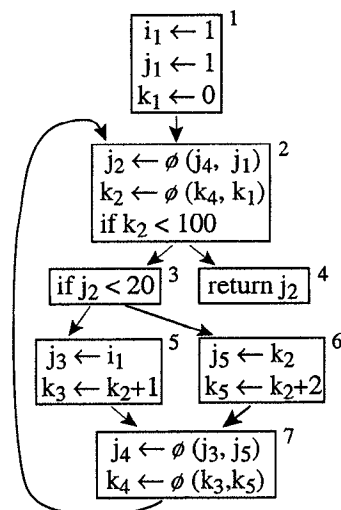 1
i₁ ← 1
j₁ ← 1
k₁ ← 0
2
j₂ ← ϕ (j₄, j₁)
k₂ ← ϕ (k₄, k₁)
if k₂ < 100
3
if j₂ < 20
4
return j₂
5
j₃ ← i₁
k₃ ← k₂+1
6
j₅ ← k₂
k₅ ← k₂+2
7
j₄ ← ϕ (j₃, j₅)
k₄ ← ϕ (k₃,k₅)